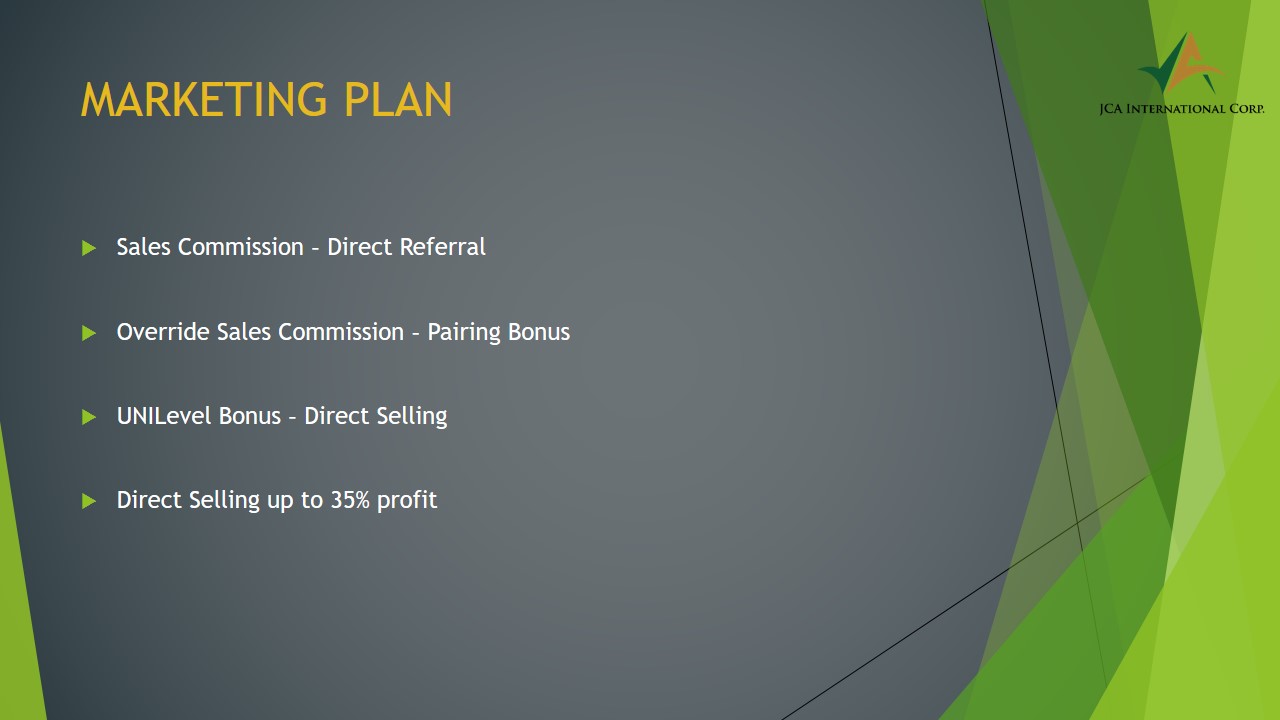 JCA INTERNATIONAL CORP.
MARKETING PLAN
Sales Commission – Direct Referral
Override Sales Commission – Pairing Bonus
UNILevel Bonus – Direct Selling
Direct Selling up to 35% profit